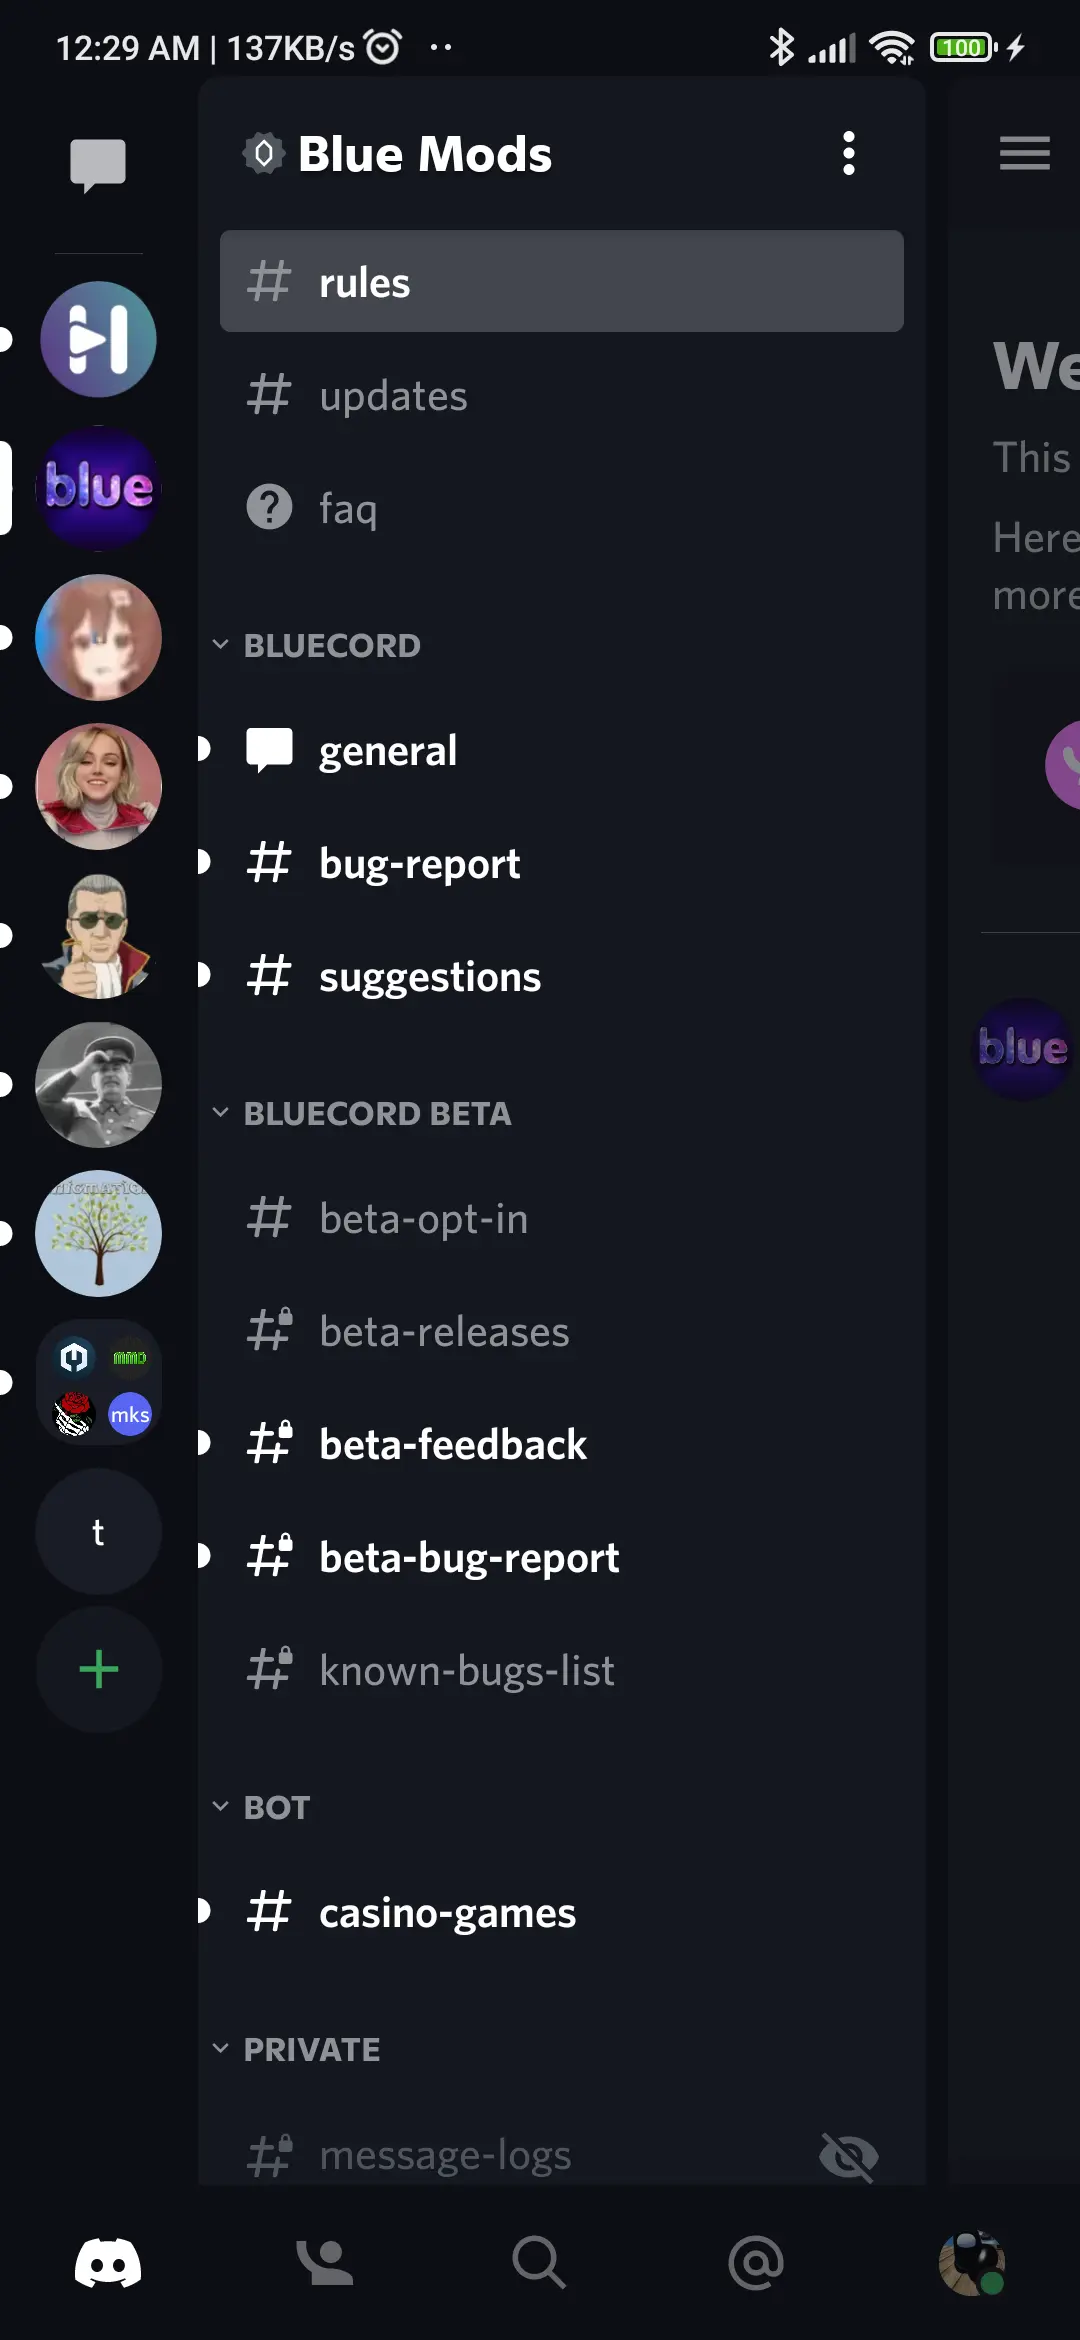 12:29 AM | 137KB/s
100
Blue Mods
rules
updates
faq
BLUECORD
general
bug-report
suggestions
BLUECORD BETA
beta-opt-in
beta-releases
beta-feedback
beta-bug-report
known-bugs-list
BOT
casino-games
PRIVATE
message-logs
blue
mmd
mks
t
We
This
Here
more
blue